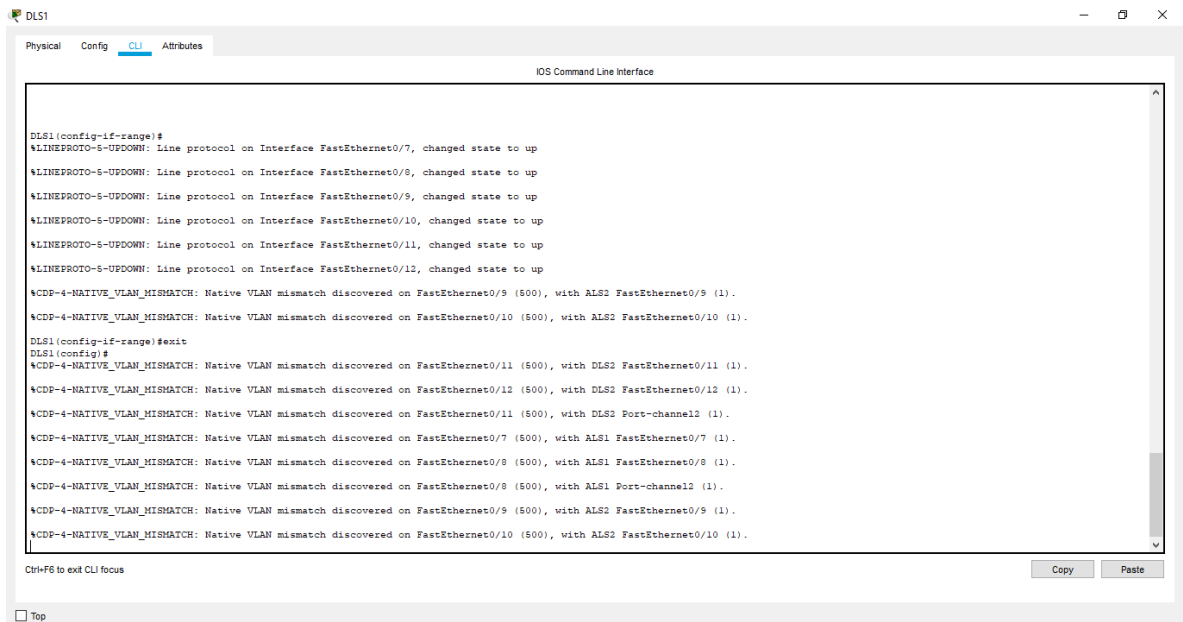 DLS1
Physical Config CLI Attributes
IOS Command Line Interface
DLS1(config-if-range)#
%LINEPROTO-5-UPDOWN: Line protocol on Interface FastEthernet0/7, changed state to up
%LINEPROTO-5-UPDOWN: Line protocol on Interface FastEthernet0/8, changed state to up
%LINEPROTO-5-UPDOWN: Line protocol on Interface FastEthernet0/9, changed state to up
%LINEPROTO-5-UPDOWN: Line protocol on Interface FastEthernet0/10, changed state to up
%LINEPROTO-5-UPDOWN: Line protocol on Interface FastEthernet0/11, changed state to up
%LINEPROTO-5-UPDOWN: Line protocol on Interface FastEthernet0/12, changed state to up
%CDP-4-NATIVE_VLAN_MISMATCH: Native VLAN mismatch discovered on FastEthernet0/9 (500), with ALS2 FastEthernet0/9 (1).
%CDP-4-NATIVE_VLAN_MISMATCH: Native VLAN mismatch discovered on FastEthernet0/10 (500), with ALS2 FastEthernet0/10 (1).
DLS1(config-if-range)#exit
DLS1(config)#
%CDP-4-NATIVE_VLAN_MISMATCH: Native VLAN mismatch discovered on FastEthernet0/11 (500), with DLS2 FastEthernet0/11 (1).
%CDP-4-NATIVE_VLAN_MISMATCH: Native VLAN mismatch discovered on FastEthernet0/12 (500), with DLS2 FastEthernet0/12 (1).
%CDP-4-NATIVE_VLAN_MISMATCH: Native VLAN mismatch discovered on FastEthernet0/11 (500), with DLS2 Port-channel2 (1).
%CDP-4-NATIVE_VLAN_MISMATCH: Native VLAN mismatch discovered on FastEthernet0/7 (500), with ALS1 FastEthernet0/7 (1).
%CDP-4-NATIVE_VLAN_MISMATCH: Native VLAN mismatch discovered on FastEthernet0/8 (500), with ALS1 FastEthernet0/8 (1).
%CDP-4-NATIVE_VLAN_MISMATCH: Native VLAN mismatch discovered on FastEthernet0/8 (500), with ALS1 Port-channel2 (1).
%CDP-4-NATIVE_VLAN_MISMATCH: Native VLAN mismatch discovered on FastEthernet0/9 (500), with ALS2 FastEthernet0/9 (1).
%CDP-4-NATIVE_VLAN_MISMATCH: Native VLAN mismatch discovered on FastEthernet0/10 (500), with ALS2 FastEthernet0/10 (1).
Ctrl+F6 to exit CLI focus
Copy Paste
Top